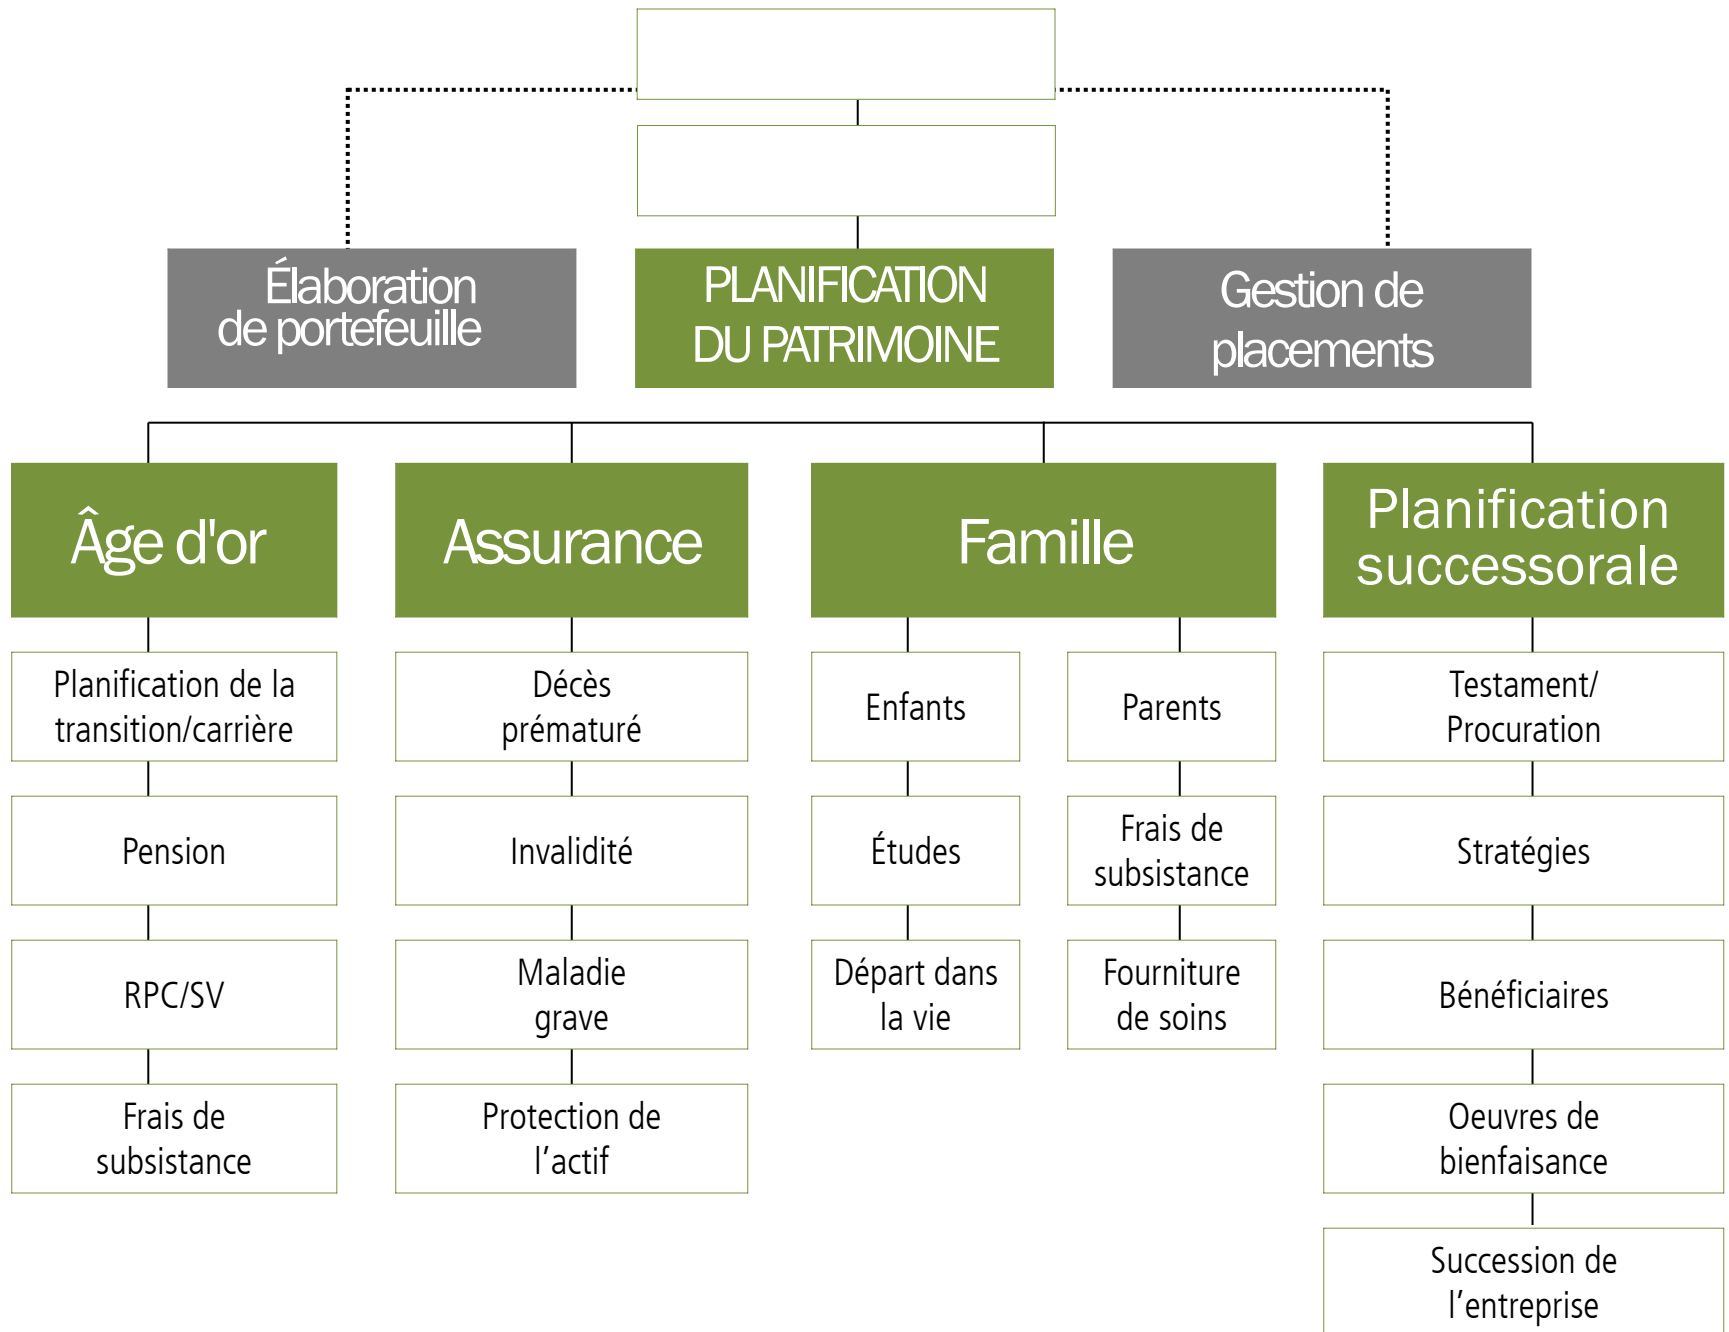 Élaboration
de portefeuille
PLANIFICATION
DU PATRIMOINE
Gestion de
placements
Âge d'or
Assurance
Famille
Planification
successorale
Planification de la
transition/carrière
Décès
prématuré
Enfants
Parents
Testament/
Procuration
Pension
Invalidité
Études
Frais de
subsistance
Stratégies
RPC/SV
Maladie
grave
Départ dans
la vie
Fourniture
de soins
Bénéficiaires
Frais de
subsistance
Protection de
l’actif
Oeuvres de
bienfaisance
Succession de
l’entreprise